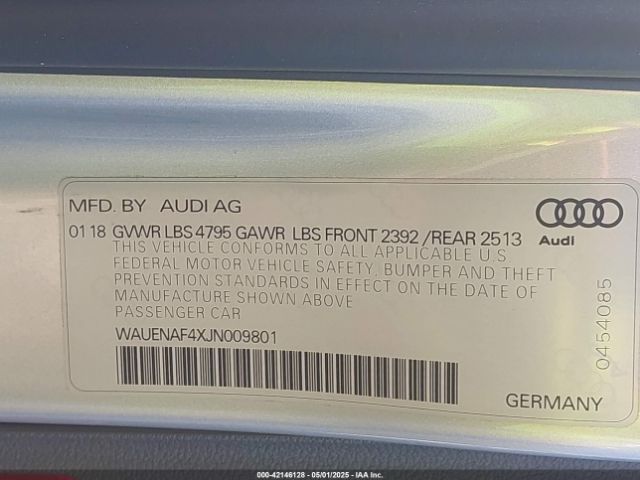 MFD. BY AUDI AG
01 18 GVWR LBS 4795 GAWR LBS FRONT 2392 /REAR 2513
THIS VEHICLE CONFORMS TO ALL APPLICABLE U.S
FEDERAL MOTOR VEHICLE SAFETY, BUMPER AND THEFT
PREVENTION STANDARDS IN EFFECT ON THE DATE OF
MANUFACTURE SHOWN ABOVE
PASSENGER CAR
WAUENAF4XJN009801
Audi
0454085
GERMANY
000-42146128 - 05/01/2025 - IAA Inc.